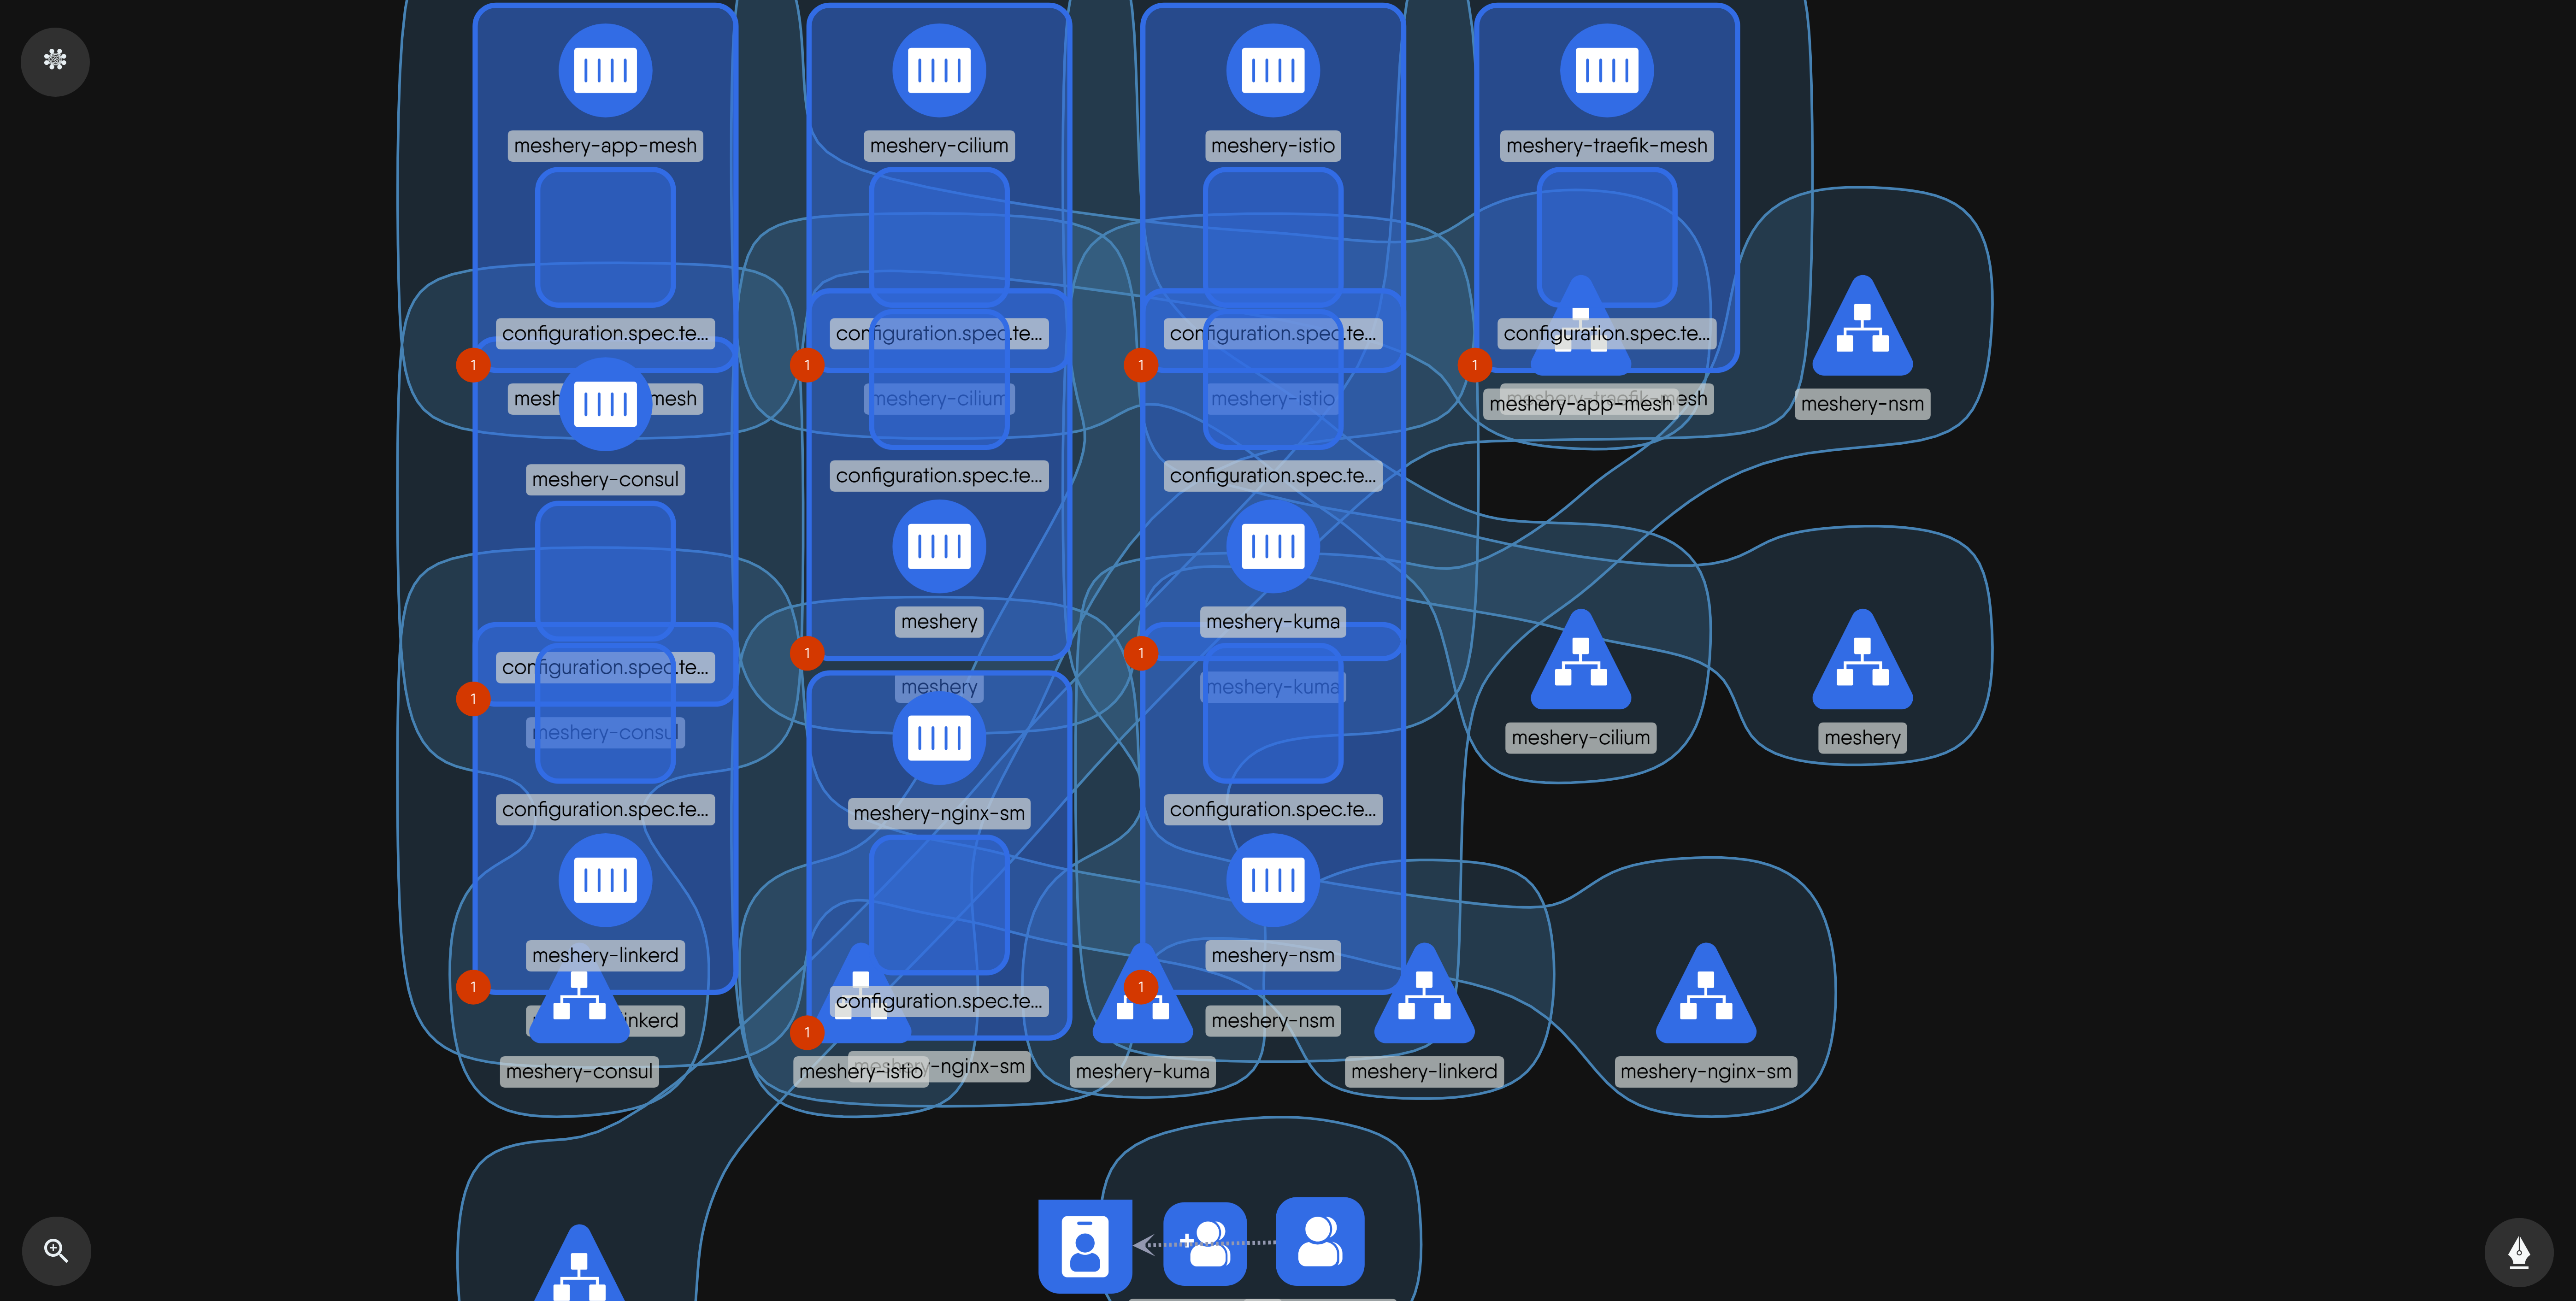 meshery-app-mesh
meshery-cilium
meshery-istio
meshery-traefik-mesh
configuration.spec.te...
configuration.spec.te...
configuration.spec.te...
configuration.spec.te...
1
1
1
1
mesh
mesh
meshery-cilium
meshery-istio
meshery-app-mesh
esh
meshery-nsm
meshery-consul
configuration.spec.te...
configuration.spec.te...
meshery
meshery-kuma
1
1
configuration.spec.te...
1
meshery
meshery-kuma
meshery-consul
meshery-cilium
meshery
configuration.spec.te...
meshery-nginx-sm
configuration.spec.te...
meshery-linkerd
meshery-nsm
1
1
configuration.spec.te...
inkerd
1
meshery-nsm
meshery-consul
meshery-istio
y-nginx-sm
meshery-kuma
meshery-linkerd
meshery-nginx-sm